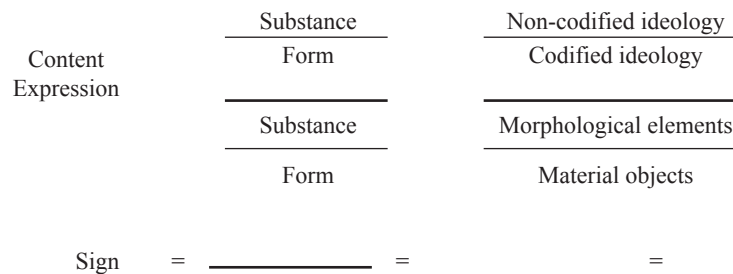 Substance Non-codified ideology
Form Codified ideology
Content
Expression
Substance Morphological elements
Form Material objects
Sign = = =